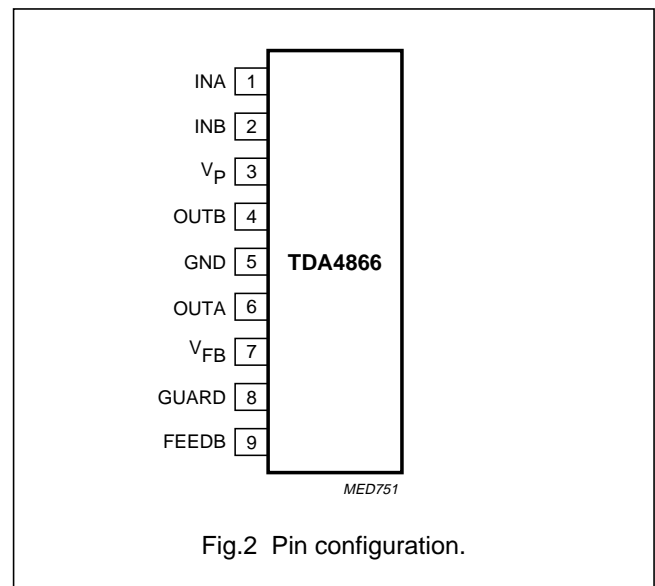 INA 1
INB 2
VP 3
OUTB 4
GND 5
TDA4866
OUTA 6
VFB 7
GUARD 8
FEEDB 9
MED751
Fig.2 Pin configuration.